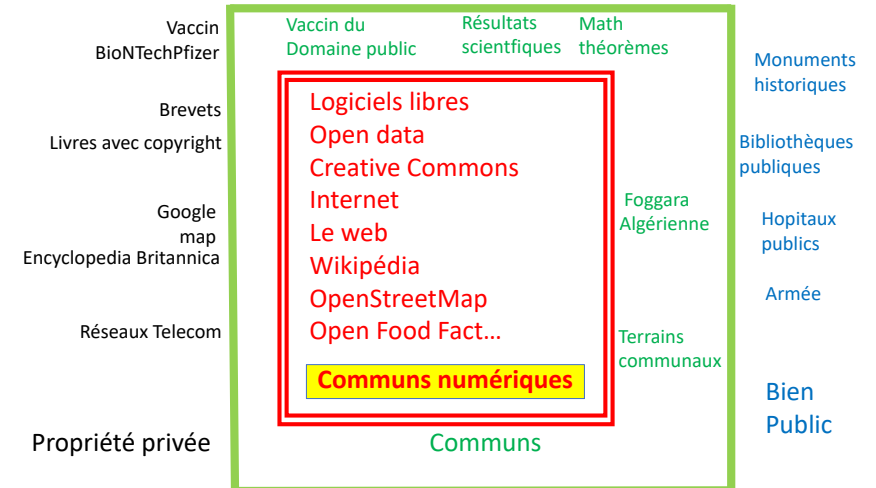 Vaccin
BioNTechPfizer
Brevets
Livres avec copyright
Google
map
Encyclopedia Britannica
Réseaux Telecom
Propriété privée
Vaccin du
Domaine public
Résultats
scientfiques
Math
théorèmes
Logiciels libres
Open data
Creative Commons
Internet
Le web
Wikipédia
OpenStreetMap
Open Food Fact…
Communs numériques
Foggara
Algérienne
Terrains
communaux
Communs
Monuments
historiques
Bibliothèques
publiques
Hopitaux
publics
Armée
Bien
Public